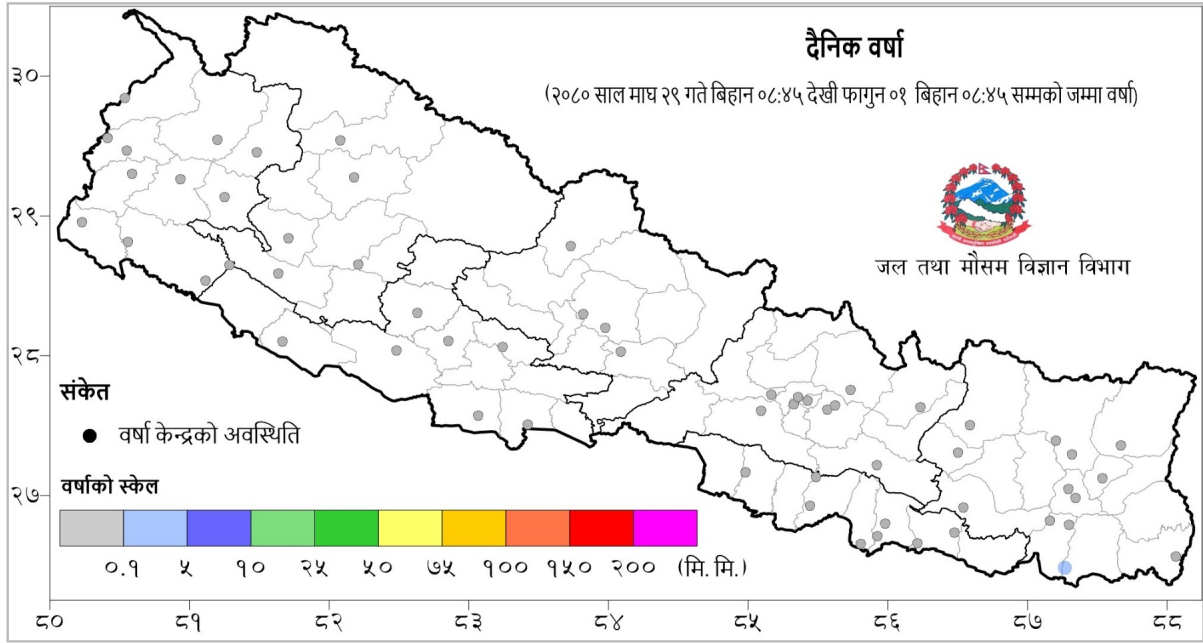 दैनिक वर्षा
(२०८० साल माघ २९ गते बिहान ०८:४५ देखी फागुन ०१ बिहान ०८:४५ सम्मको जम्मा वर्षा)
जल तथा मौसम विज्ञान विभाग
३०
२९
२८
२७
संकेत
वर्षा केन्द्रको अवस्थिति
वर्षाको स्केल
०.१ ५ १० २५ ५० ७५ १०० १५० २०० (मि. मि.)
८० ८१ ८२ ८३ ८४ ८५ ८६ ८७ ८८